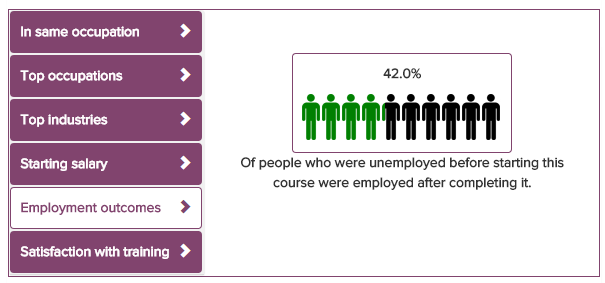 In same occupation
Top occupations
Top industries
Starting salary
Employment outcomes
Satisfaction with training
42.0%
Of people who were unemployed before starting this
course were employed after completing it.